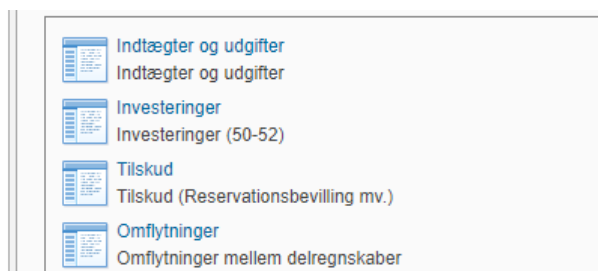 Indtægter og udgifter
Indtægter og udgifter
Investeringer
Investeringer (50-52)
Tilskud
Tilskud (Reservationsbevilling mv.)
Omflytninger
Omflytninger mellem delregnskaber